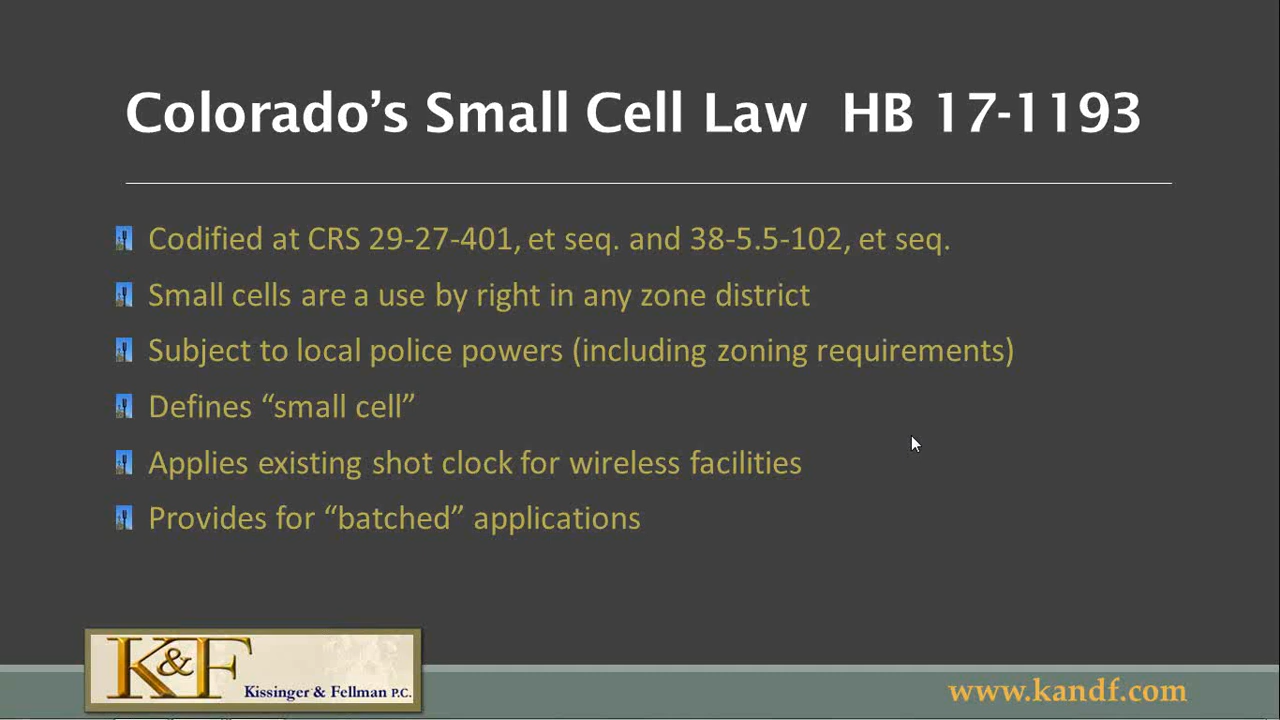 Colorado’s Small Cell Law HB 17-1193
Codified at CRS 29-27-401, et seq. and 38-5.5-102, et seq.
Small cells are a use by right in any zone district
Subject to local police powers (including zoning requirements)
Defines “small cell”
Applies existing shot clock for wireless facilities
Provides for “batched” applications
K&F
Kissinger & Fellman P.C.
www.kandf.com